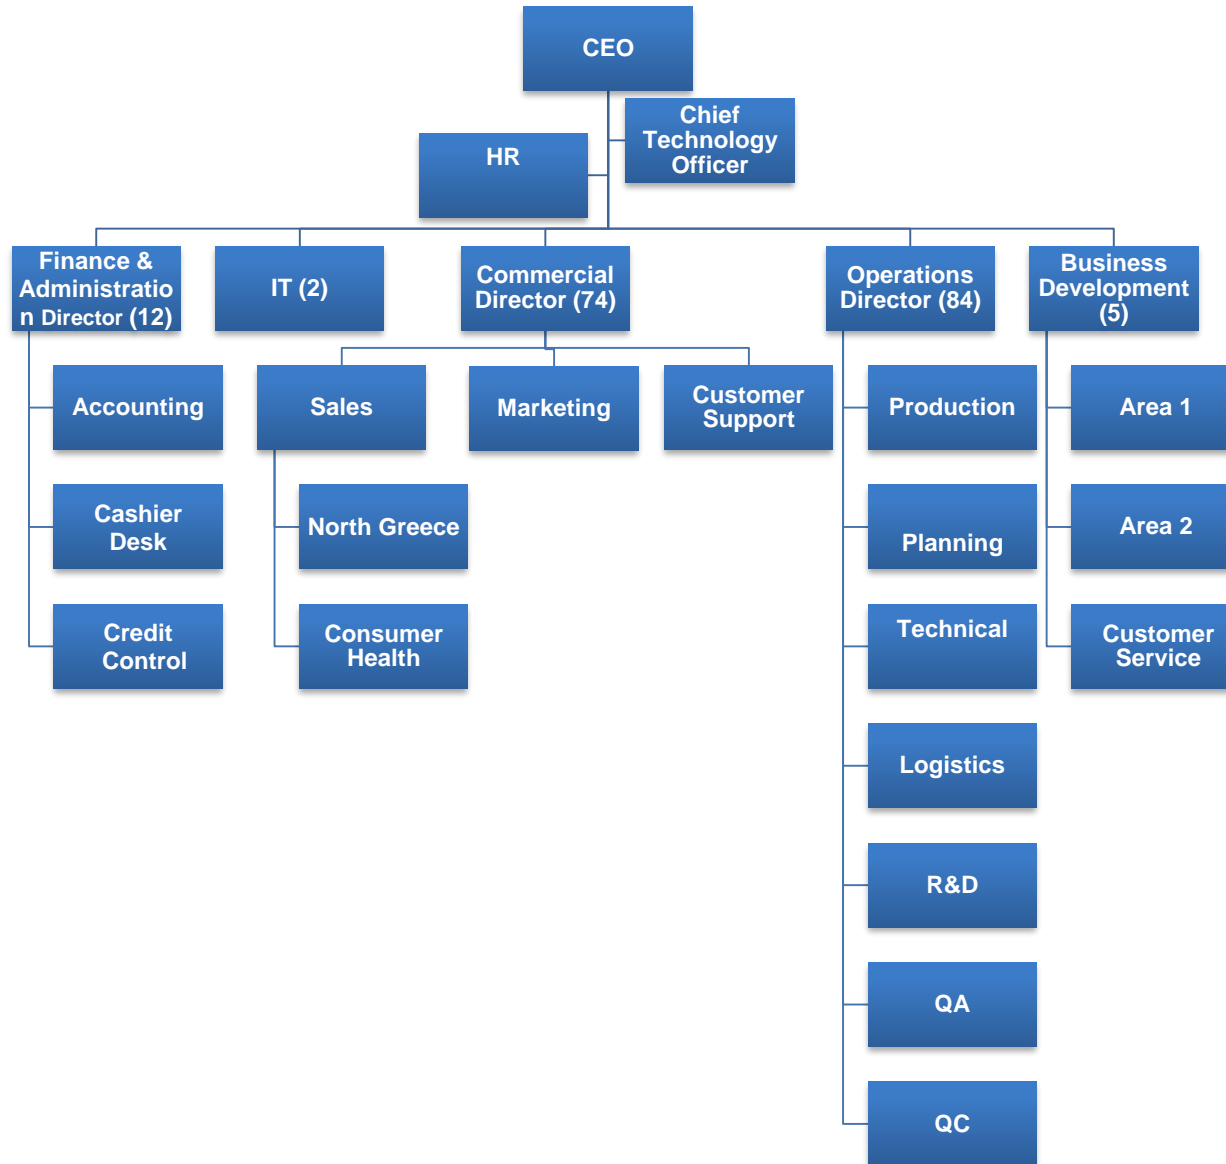 CEO
Chief
Technology
Officer
HR
Finance &
Administratio
n Director (12)
IT (2)
Commercial
Director (74)
Operations
Director (84)
Business
Development
(5)
Accounting
Sales
Marketing
Customer
Support
Production
Area 1
Cashier
Desk
North Greece
Planning
Area 2
Credit
Control
Consumer
Health
Technical
Customer
Service
Logistics
R&D
QA
QC